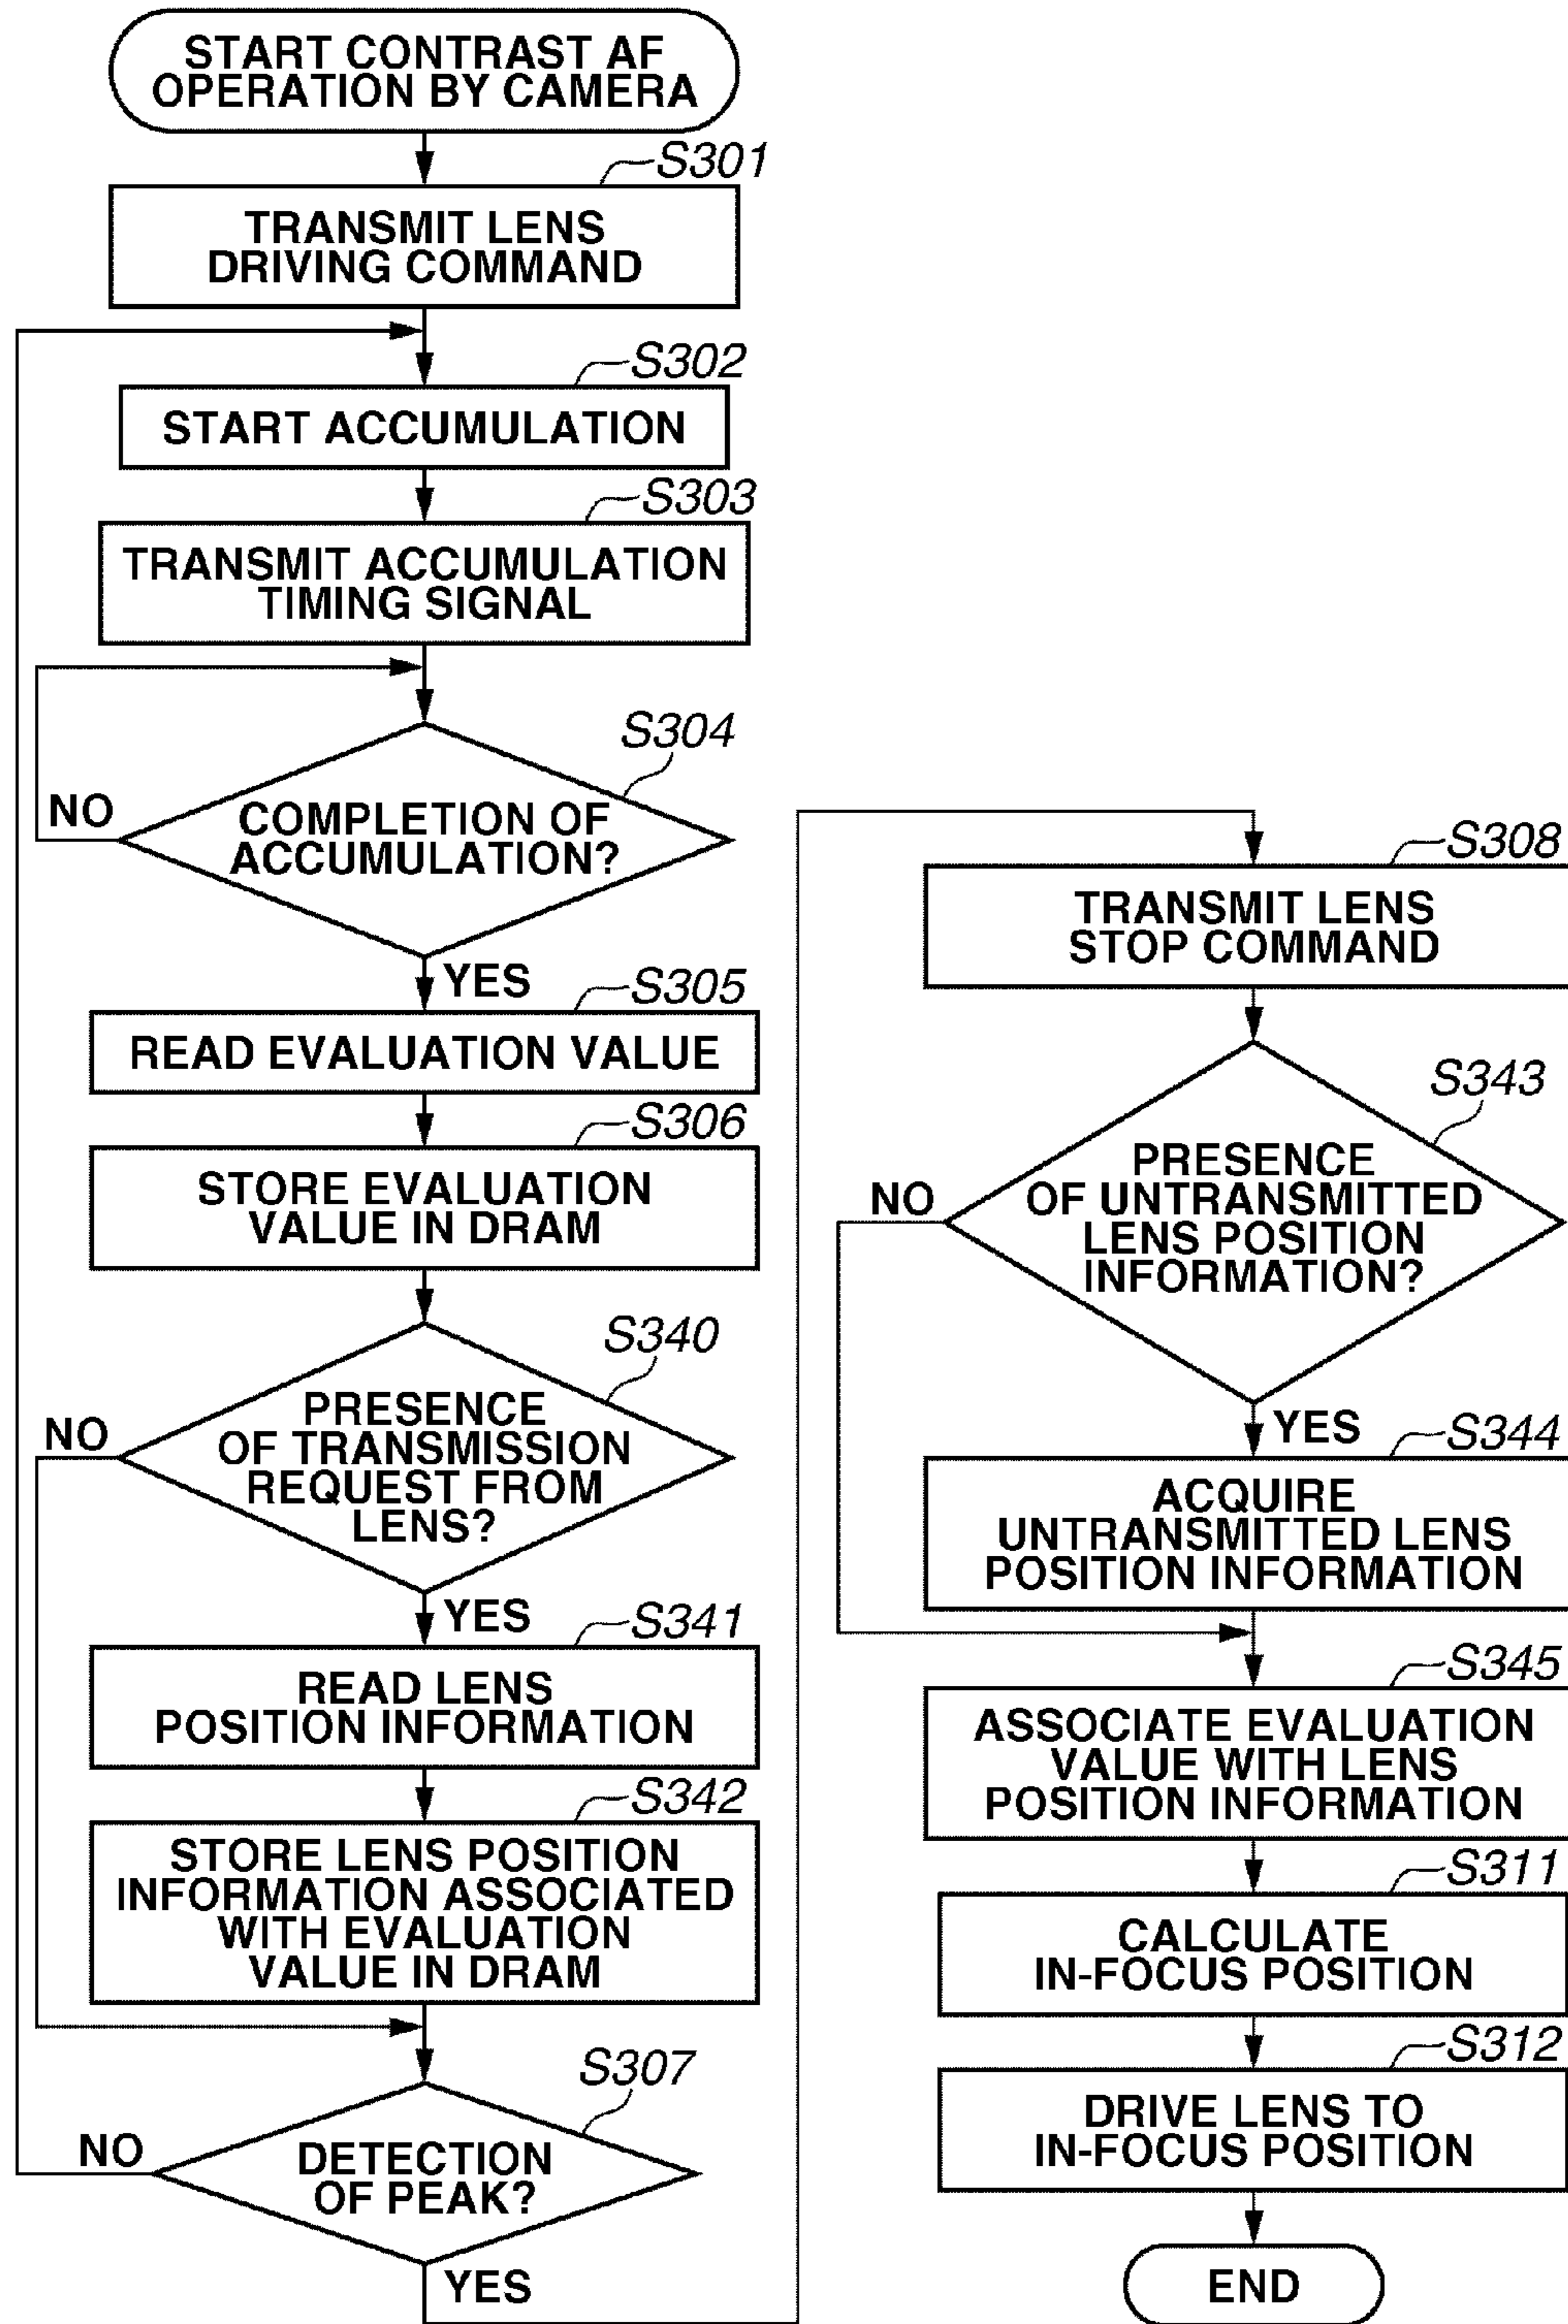 START CONTRAST AF
OPERATION BY CAMERA
S301
TRANSMIT LENS
DRIVING COMMAND
S302
START ACCUMULATION
S303
TRANSMIT ACCUMULATION
TIMING SIGNAL
S304
NO
COMPLETION OF
ACCUMULATION?
YES
S305
READ EVALUATION VALUE
S306
STORE EVALUATION
VALUE IN DRAM
S340
NO
PRESENCE
OF TRANSMISSION
REQUEST FROM
LENS?
YES
S341
READ LENS
POSITION INFORMATION
S342
STORE LENS POSITION
INFORMATION ASSOCIATED
WITH EVALUATION
VALUE IN DRAM
S307
NO
DETECTION
OF PEAK?
YES
S308
TRANSMIT LENS
STOP COMMAND
S343
NO
PRESENCE
OF UNTRANSMITTED
LENS POSITION
INFORMATION?
YES
S344
ACQUIRE
UNTRANSMITTED LENS
POSITION INFORMATION
S345
ASSOCIATE EVALUATION
VALUE WITH LENS
POSITION INFORMATION
S311
CALCULATE
IN-FOCUS POSITION
S312
DRIVE LENS TO
IN-FOCUS POSITION
END